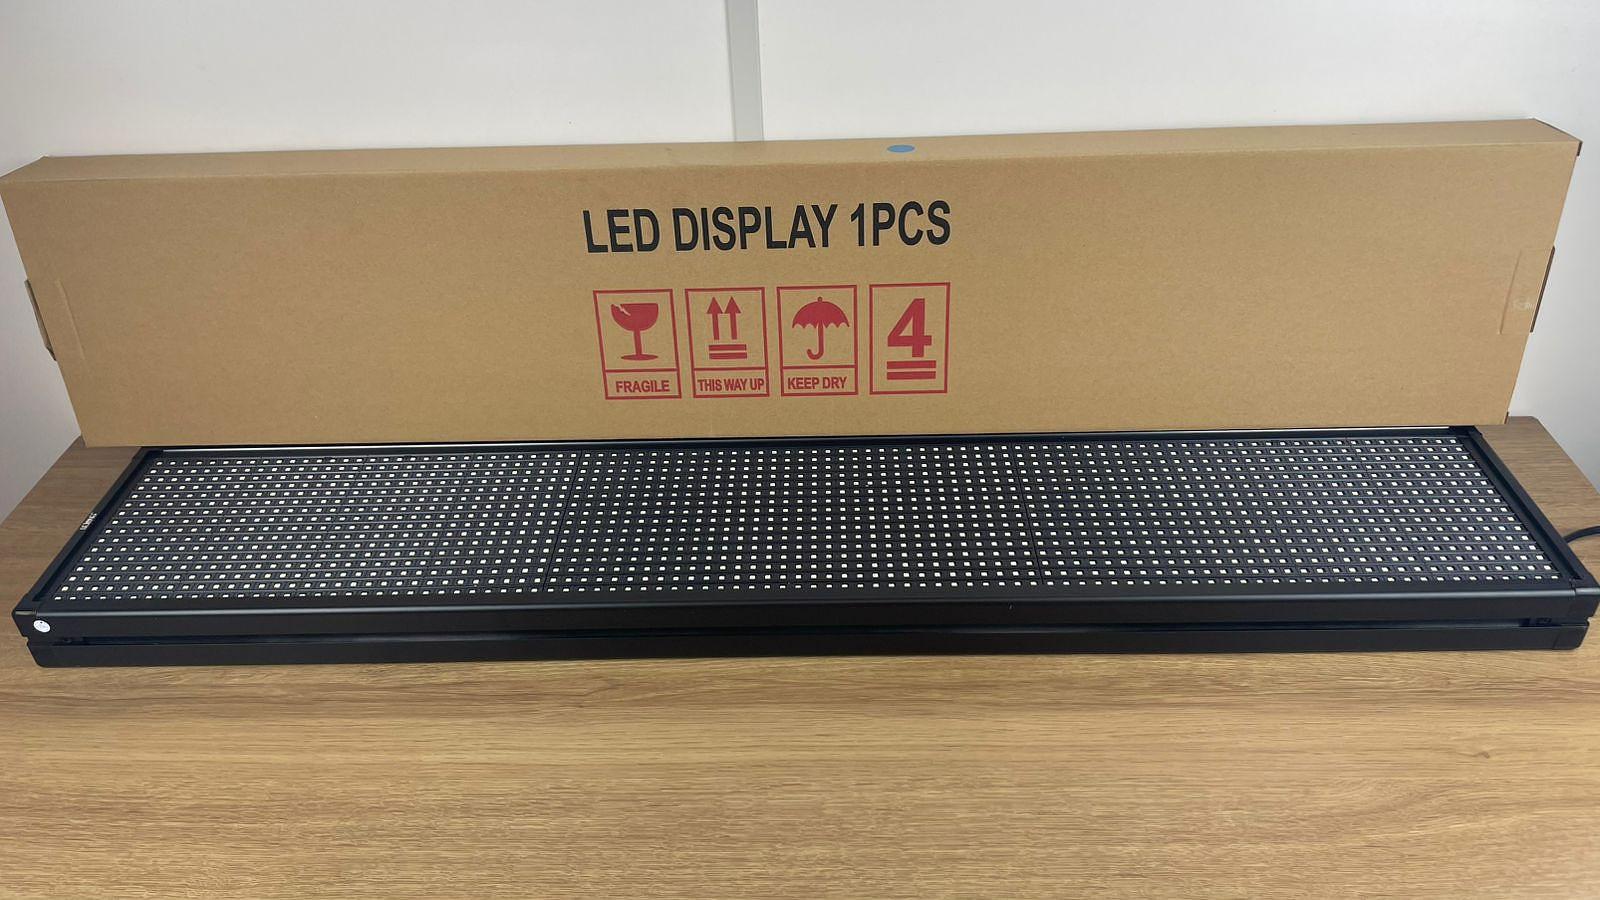 LED DISPLAY 1PCS
FRAGILE
THIS WAY UP
KEEP DRY
4